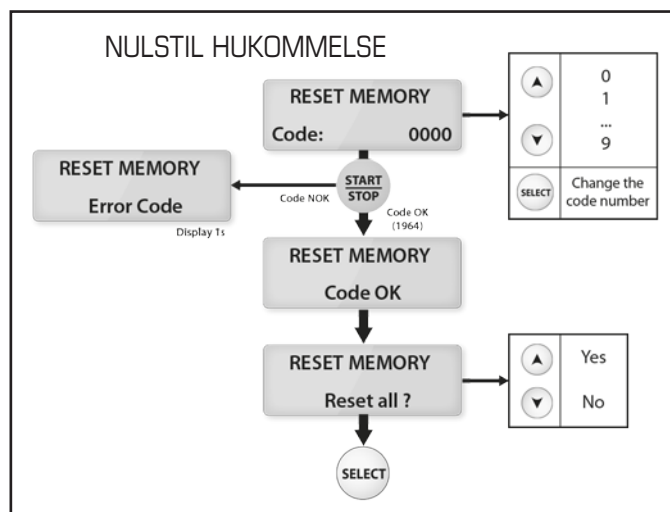 NULSTIL HUKOMMELSE
RESET MEMORY
Code: 0000
0
1
...
9
SELECT
Change the
code number
START
STOP
RESET MEMORY
Error Code
Display 1s
Code NOK
Code OK
(1964)
RESET MEMORY
Code OK
RESET MEMORY
Reset all ?
Yes
No
SELECT